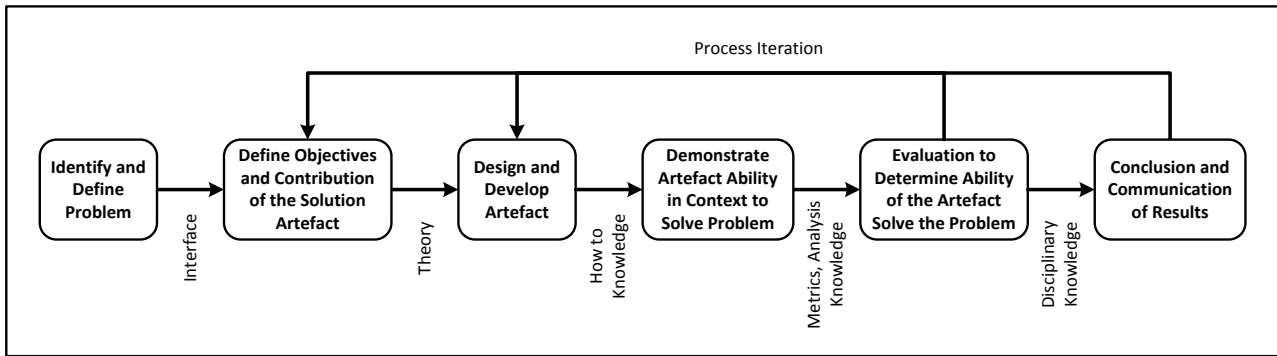 Process Iteration
Identify and
Define
Problem
Define Objectives
and Contribution
of the Solution
Artefact
Design and
Develop
Artefact
Demonstrate
Artefact Ability
in Context to
Solve Problem
Evaluation to
Determine Ability
of the Artefact
Solve the Problem
Conclusion and
Communication
of Results
Interface
Theory
How to
Knowledge
Metrics, Analysis
Knowledge
Disciplinary
Knowledge